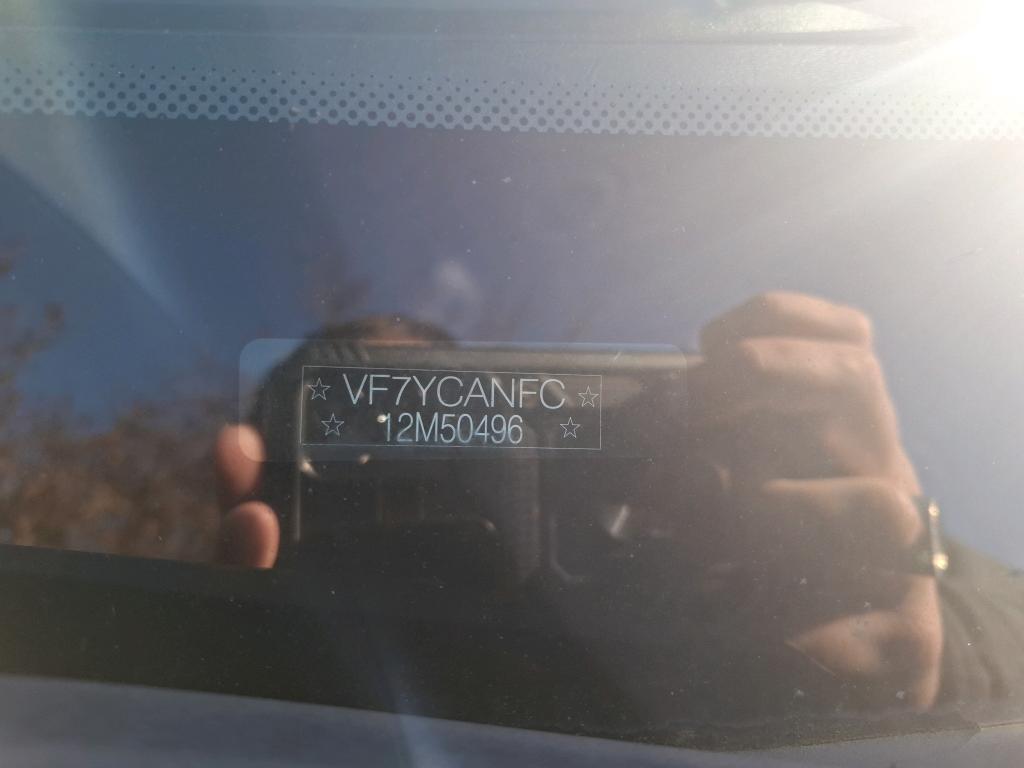 ☆ VF7YCANFC ☆
☆ 12M50496 ☆